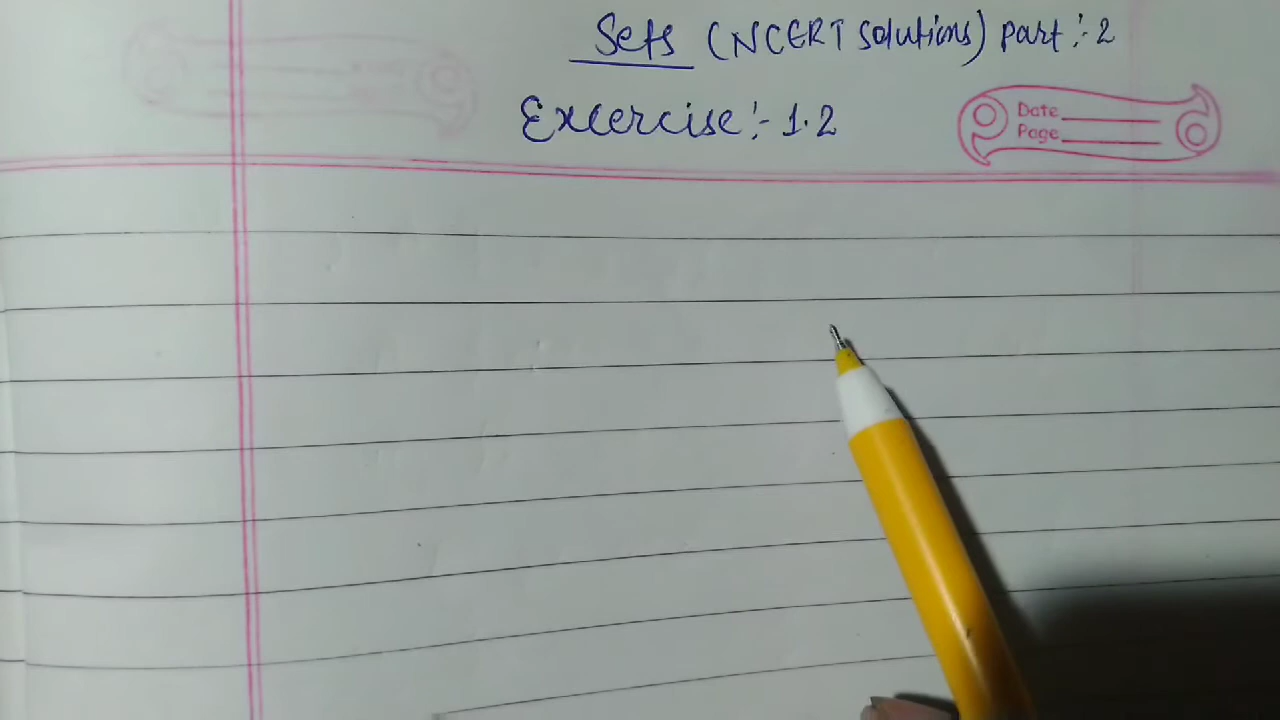 Sets (NCERT solutions) part:-2
Excercise:- 1.2
Date
Page